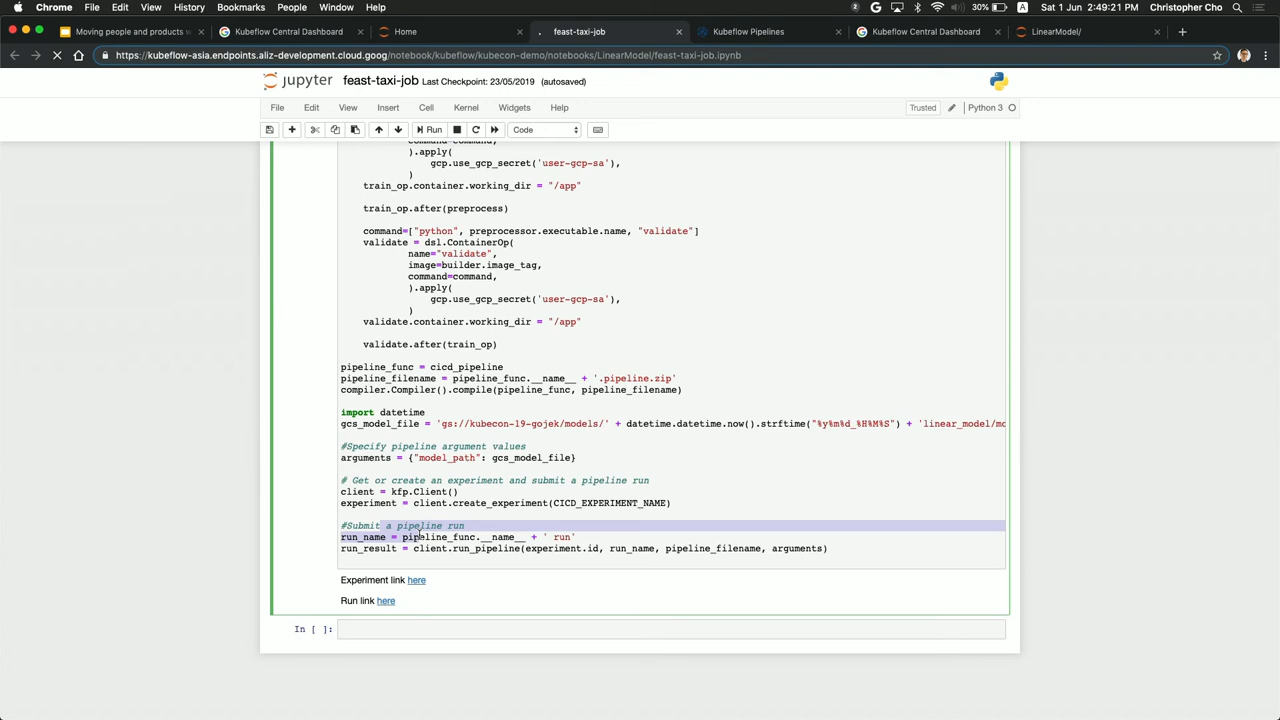 Chrome File Edit View History Bookmarks People Window Help 30% A Sat 1 Jun 2:49:21 PM Christopher Cho
Moving people and products w × Kubeflow Central Dashboard × Home × feast-taxi-job × Kubeflow Pipelines × Kubeflow Central Dashboard × LinearModel/ × +
https://kubeflow-asia.endpoints.aliz-development.cloud.goog/notebook/kubeflow/kubecon-demo/notebooks/LinearModel/feast-taxi-job.ipynb
jupyter feast-taxi-job Last Checkpoint: 23/05/2019 (autosaved)
File Edit View Insert Cell Kernel Widgets Help Trusted Python 3
Run Code
command=command,
).apply(
gcp.use_gcp_secret('user-gcp-sa'),
)
train_op.container.working_dir = "/app"
train_op.after(preprocess)
command=["python", preprocessor.executable.name, "validate"]
validate = dsl.ContainerOp(
name="validate",
image=builder.image_tag,
command=command,
).apply(
gcp.use_gcp_secret('user-gcp-sa'),
)
validate.container.working_dir = "/app"
validate.after(train_op)
pipeline_func = cicd_pipeline
pipeline_filename = pipeline_func.__name__ + '.pipeline.zip'
compiler.Compiler().compile(pipeline_func, pipeline_filename)
import datetime
gcs_model_file = 'gs://kubecon-19-gojek/models/' + datetime.datetime.now().strftime("%y%m%d_%H%M%S") + 'linear_model/mo
#Specify pipeline argument values
arguments = {"model_path": gcs_model_file}
# Get or create an experiment and submit a pipeline run
client = kfp.Client()
experiment = client.create_experiment(CICD_EXPERIMENT_NAME)
#Submit a pipeline run
run_name = pipeline_func.__name__ + ' run'
run_result = client.run_pipeline(experiment.id, run_name, pipeline_filename, arguments)
Experiment link here
Run link here
In [ ]: